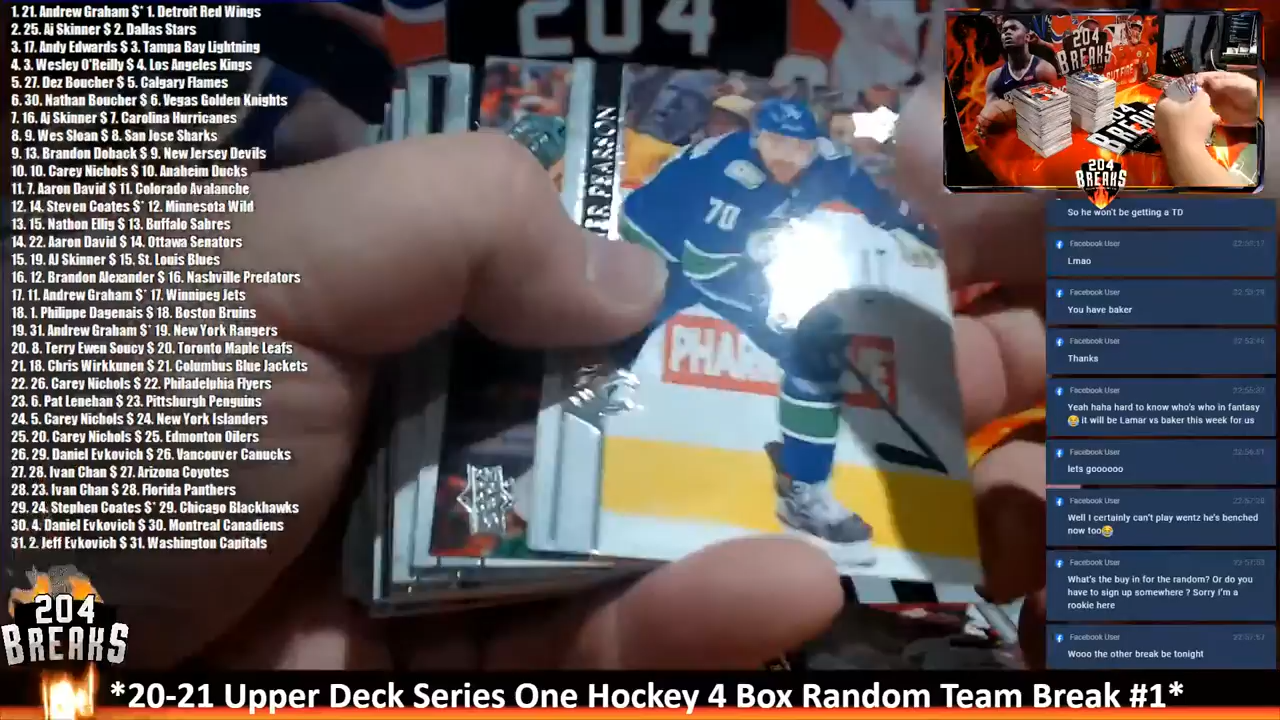 1. 21. Andrew Graham $* 1. Detroit Red Wings
2. 25. Aj Skinner $ 2. Dallas Stars
3. 17. Andy Edwards $ 3. Tampa Bay Lightning
4. 3. Wesley O'Reilly $ 4. Los Angeles Kings
5. 27. Dez Boucher $ 5. Calgary Flames
6. 30. Nathan Boucher $ 6. Vegas Golden Knights
7. 16. Aj Skinner $ 7. Carolina Hurricanes
8. 9. Wes Sloan $ 8. San Jose Sharks
9. 13. Brandon Doback $ 9. New Jersey Devils
10. 10. Carey Nichols $ 10. Anaheim Ducks
11. 7. Aaron David $ 11. Colorado Avalanche
12. 14. Steven Coates $* 12. Minnesota Wild
13. 15. Nathon Ellig $ 13. Buffalo Sabres
14. 22. Aaron David $ 14. Ottawa Senators
15. 19. AJ Skinner $ 15. St. Louis Blues
16. 12. Brandon Alexander $ 16. Nashville Predators
17. 11. Andrew Graham $* 17. Winnipeg Jets
18. 1. Philippe Dagenais $ 18. Boston Bruins
19. 31. Andrew Graham $* 19. New York Rangers
20. 8. Terry Ewen Soucy $ 20. Toronto Maple Leafs
21. 18. Chris Wirkkunen $ 21. Columbus Blue Jackets
22. 26. Carey Nichols $ 22. Philadelphia Flyers
23. 6. Pat Lenehan $ 23. Pittsburgh Penguins
24. 5. Carey Nichols $ 24. New York Islanders
25. 20. Carey Nichols $ 25. Edmonton Oilers
26. 29. Daniel Evkovich $ 26. Vancouver Canucks
27. 28. Ivan Chan $ 27. Arizona Coyotes
28. 23. Ivan Chan $ 28. Florida Panthers
29. 24. Stephen Coates $* 29. Chicago Blackhawks
30. 4. Daniel Evkovich $ 30. Montreal Canadiens
31. 2. Jeff Evkovich $ 31. Washington Capitals
204
BREAKS
204
PEARSON
70
PHAR
204
BREAKS
204
BREAKS
204
BREAKS
So he won't be getting a TD
Facebook User
Lmao
Facebook User
You have baker
Facebook User
Thanks
Facebook User
Yeah haha hard to know who's who in fantasy
😂 it will be Lamar vs baker this week for us
Facebook User
lets goooooo
Facebook User
Well I certainly can't play wentz he's benched
now too😂
Facebook User
What's the buy in for the random? Or do you
have to sign up somewhere ? Sorry I'm a
rookie here
Facebook User
Wooo the other break be tonight
*20-21 Upper Deck Series One Hockey 4 Box Random Team Break #1*